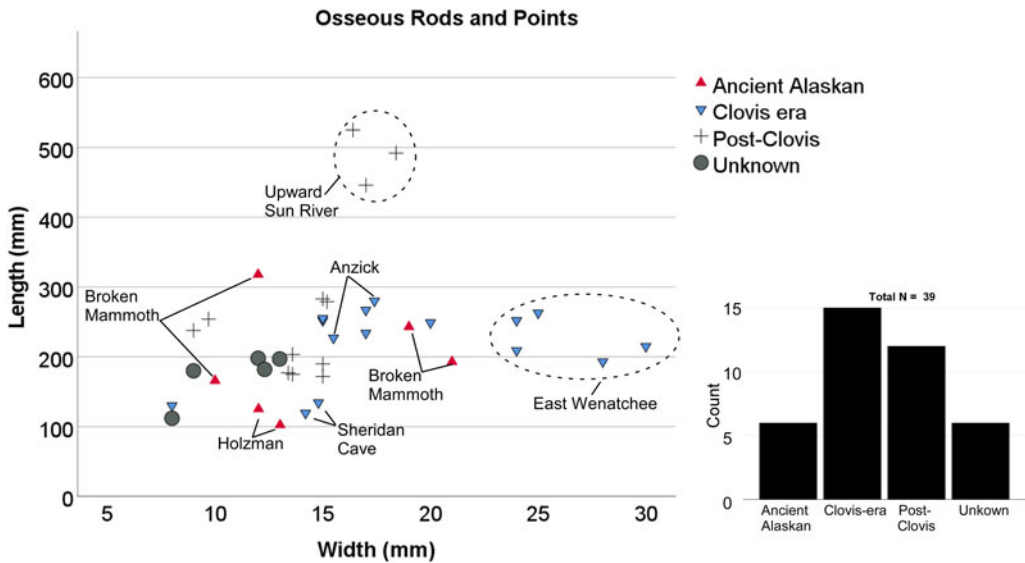 Osseous Rods and Points
Length (mm)
600
500
400
300
200
100
0
5
10
15
20
25
30
Width (mm)
Upward
Sun River
Anzick
Broken
Mammoth
Broken
Mammoth
East Wenatchee
Holzman
Sheridan
Cave
Ancient Alaskan
Clovis era
Post-Clovis
Unknown
Total N = 39
Count
15
10
5
0
Ancient
Alaskan
Clovis-era
Post-
Clovis
Unkown